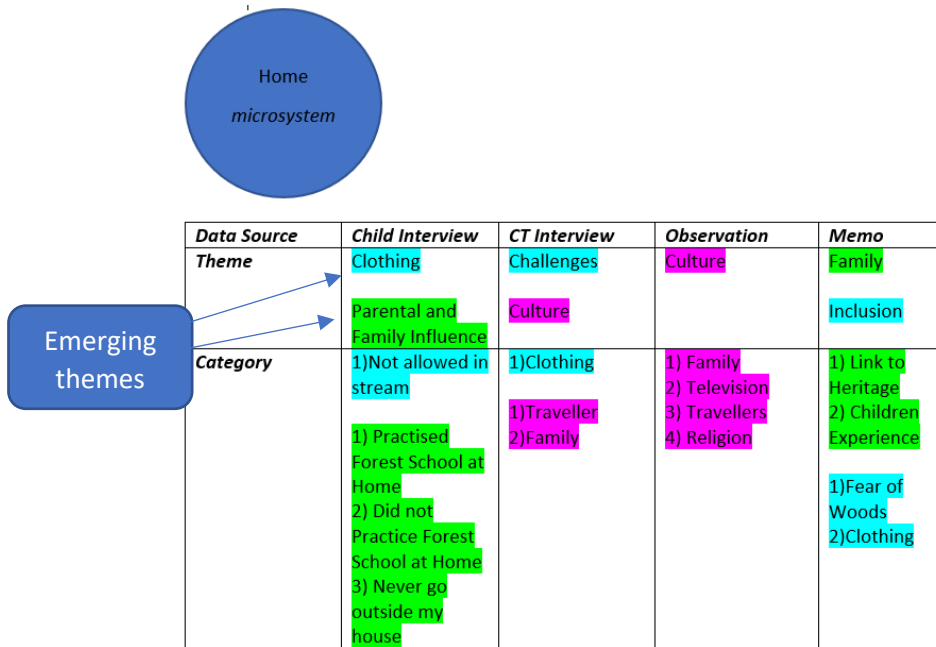 Home
microsystem
Data Source
Child Interview
CT Interview
Observation
Memo
Theme
Clothing
Parental and
Family Influence
Challenges
Culture
Culture
Family
Inclusion
Emerging
themes
Category
1)Not allowed in
stream
1) Practised
Forest School at
Home
2) Did not
Practice Forest
School at Home
3) Never go
outside my
house
1)Clothing
1)Traveller
2)Family
1) Family
2) Television
3) Travellers
4) Religion
1) Link to
Heritage
2) Children
Experience
1)Fear of
Woods
2)Clothing